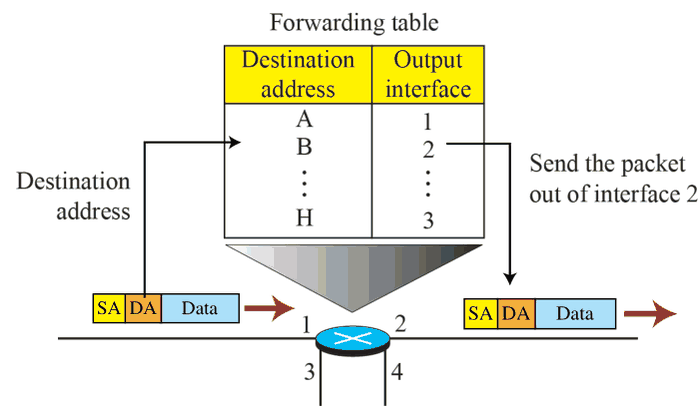 Forwarding table
Destination address
Output interface
A 1
B 2
⋮ ⋮
H 3
Destination
address
Send the packet
out of interface 2
SA DA Data
SA DA Data
1 2
3 4